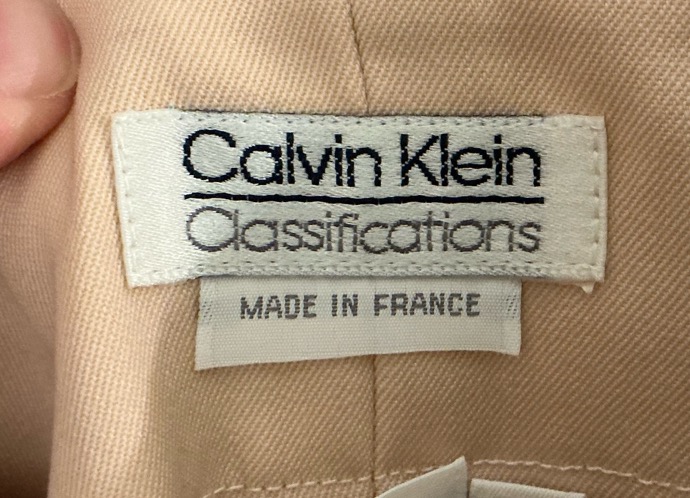 Calvin Klein
Classifications
MADE IN FRANCE